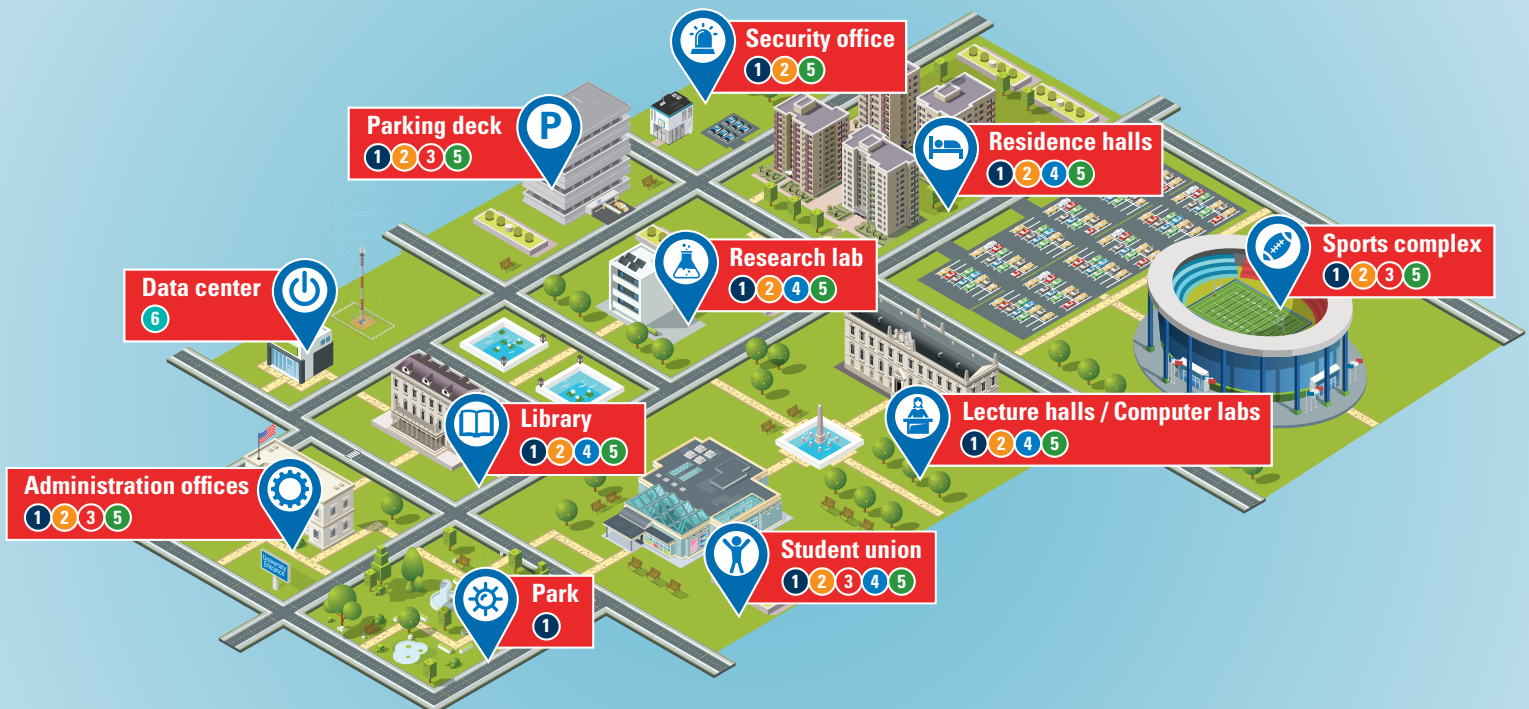 Security office
1 2 5
Parking deck
P
1 2 3 5
Residence halls
1 2 4 5
Research lab
1 2 4 5
Sports complex
1 2 3 5
Data center
6
Library
1 2 4 5
Lecture halls / Computer labs
1 2 4 5
Administration offices
1 2 3 5
University
Entrance
Student union
1 2 3 4 5
Park
1